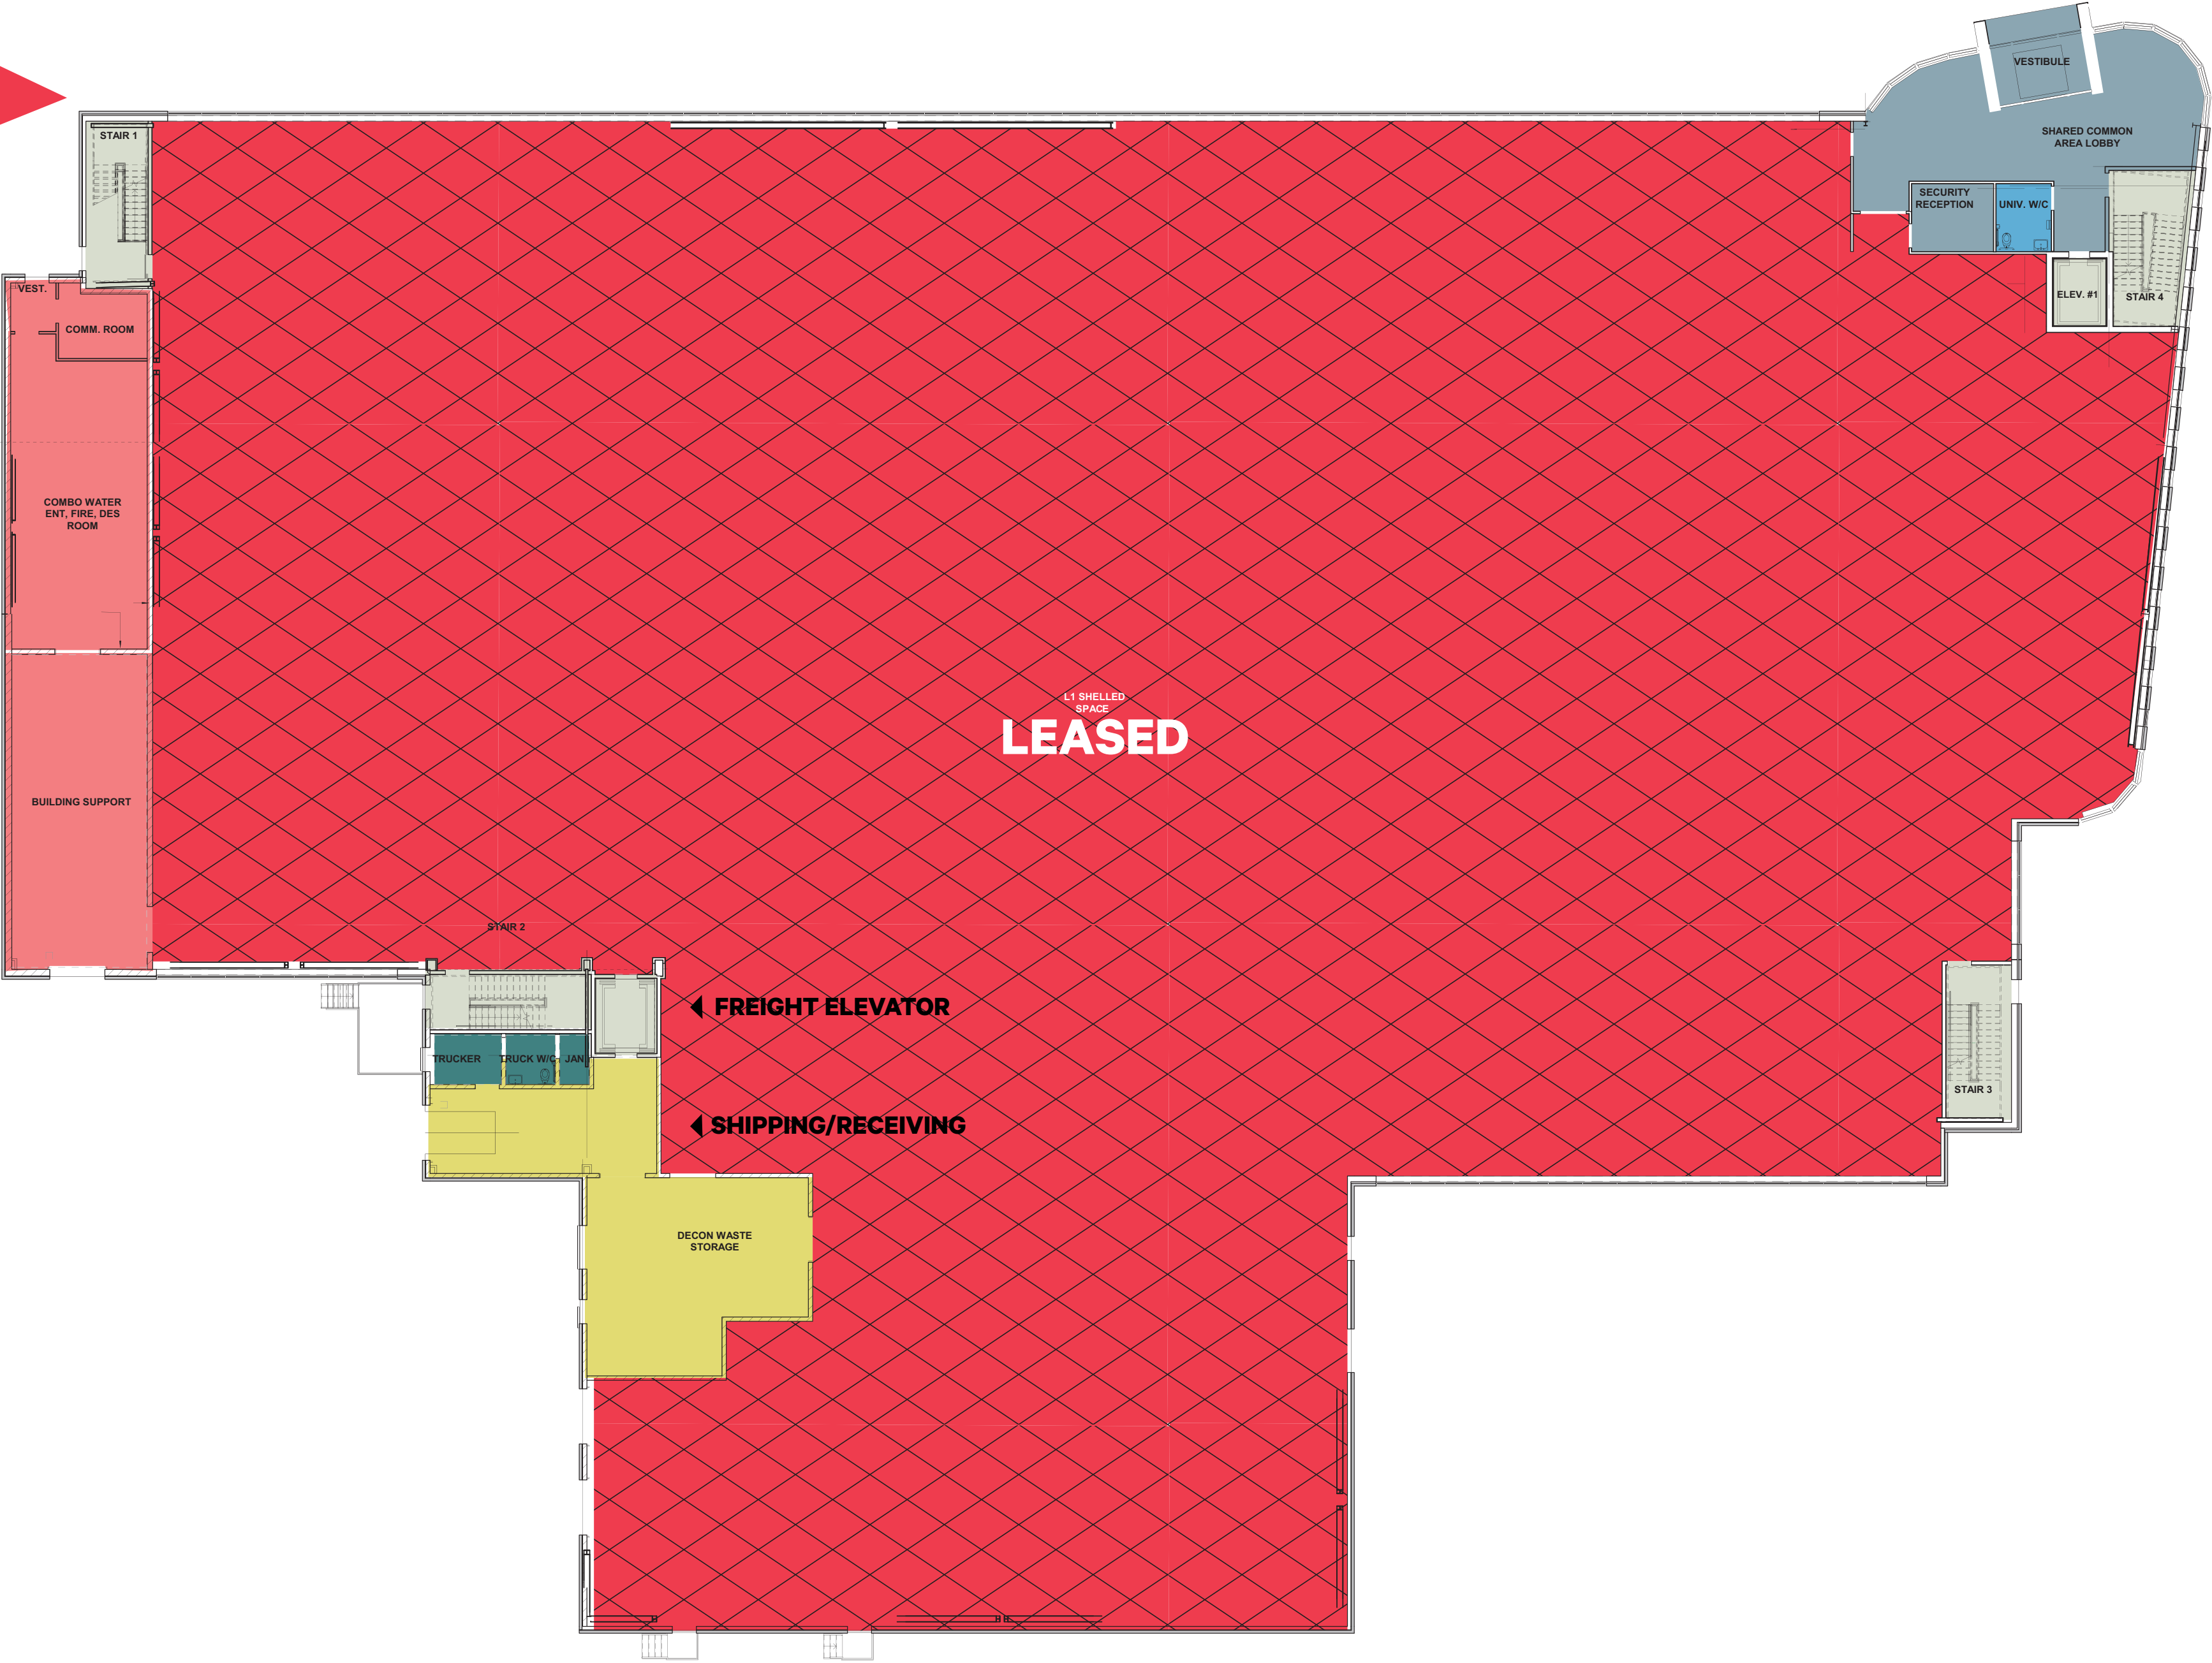 VESTIBULE
STAIR 1
SHARED COMMON
AREA LOBBY
SECURITY
RECEPTION
UNIV. W/C
VEST.
ELEV. #1
STAIR 4
COMM. ROOM
COMBO WATER
ENT, FIRE, DES
ROOM
L1 SHELLED
SPACE
LEASED
BUILDING SUPPORT
STAIR 2
FREIGHT ELEVATOR
TRUCKER
TRUCK W/C
JAN
STAIR 3
SHIPPING/RECEIVING
DECON WASTE
STORAGE